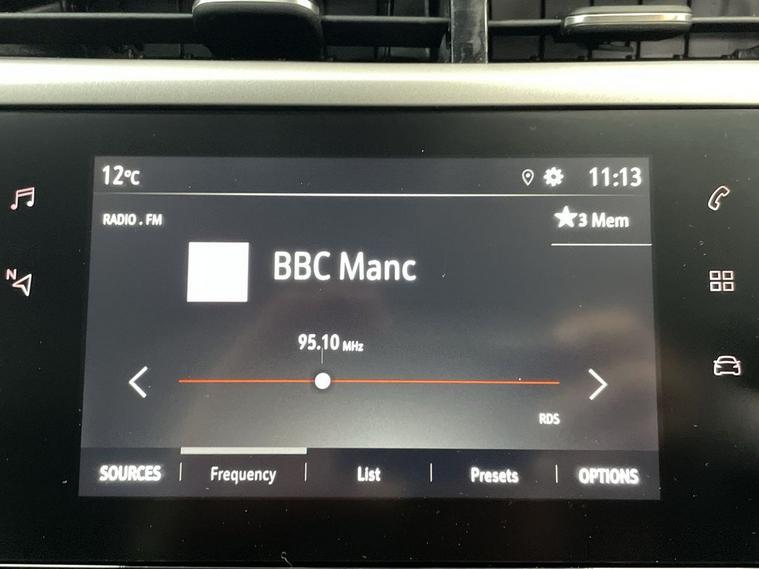 12°C 11:13
RADIO . FM
3 Mem
N
BBC Manc
95.10 MHz
RDS
SOURCES Frequency List Presets OPTIONS